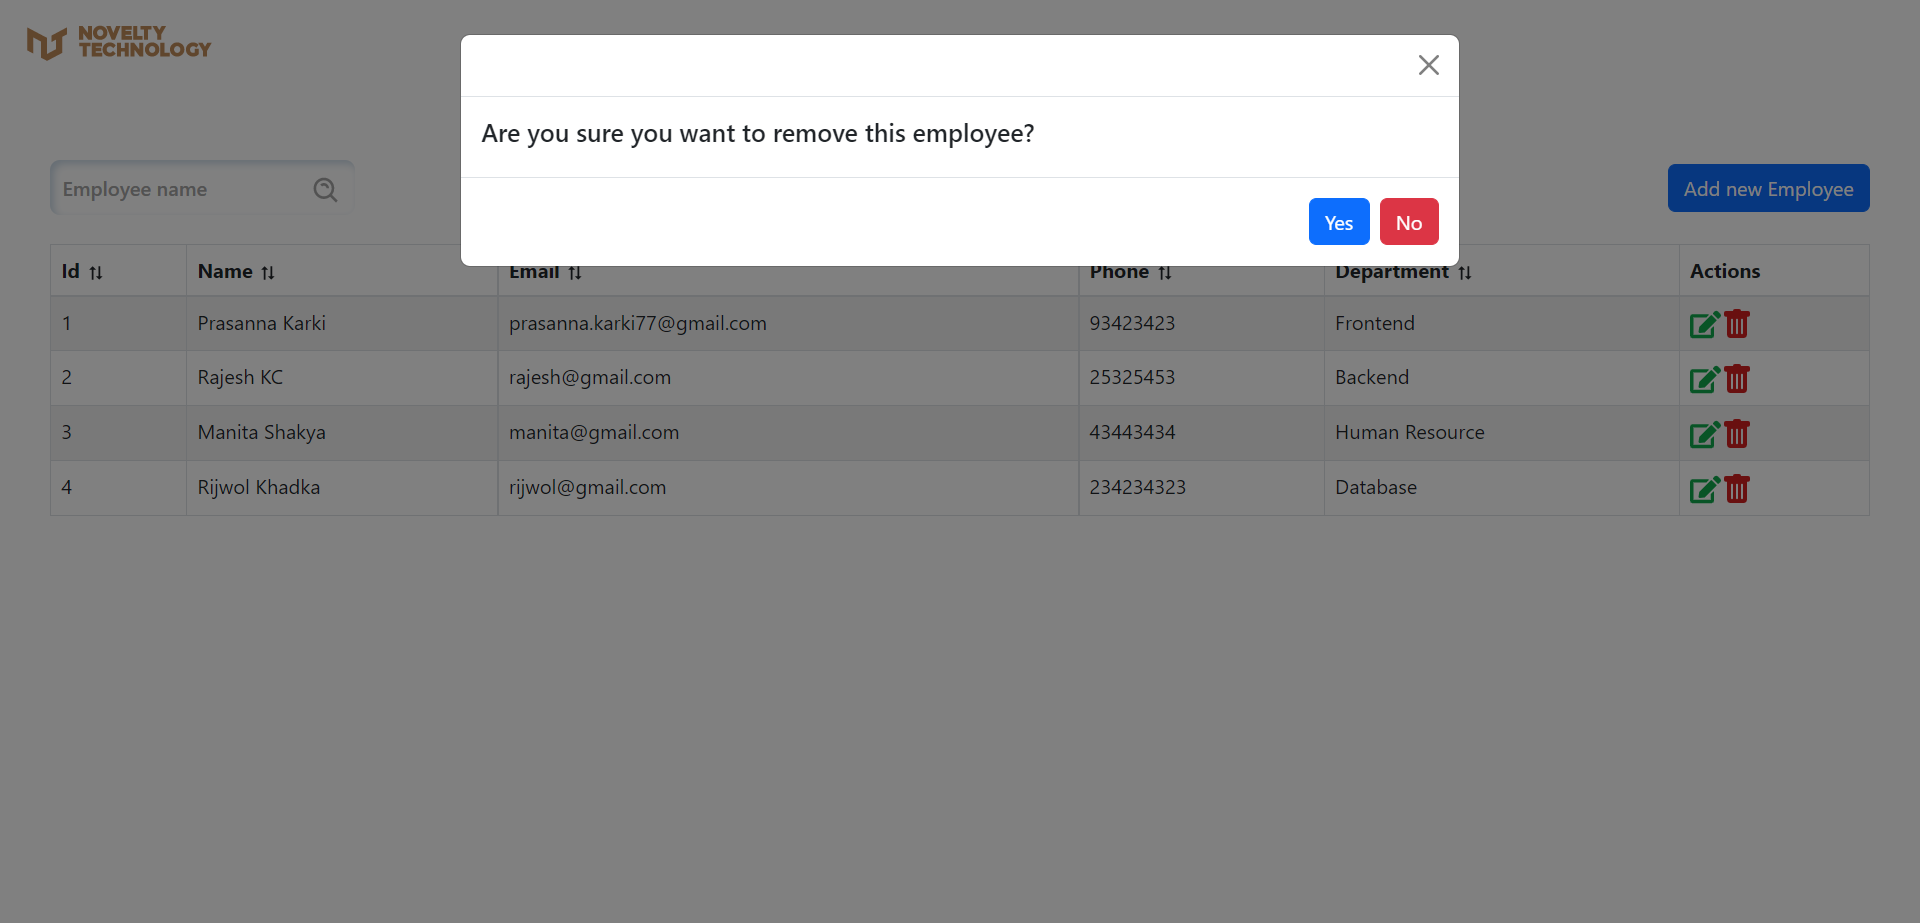 NOVELTY
TECHNOLOGY
Are you sure you want to remove this employee?
Yes No
Employee name
Add new Employee
Id Name Email Phone Department Actions
1 Prasanna Karki prasanna.karki77@gmail.com 93423423 Frontend
2 Rajesh KC rajesh@gmail.com 25325453 Backend
3 Manita Shakya manita@gmail.com 43443434 Human Resource
4 Rijwol Khadka rijwol@gmail.com 234234323 Database